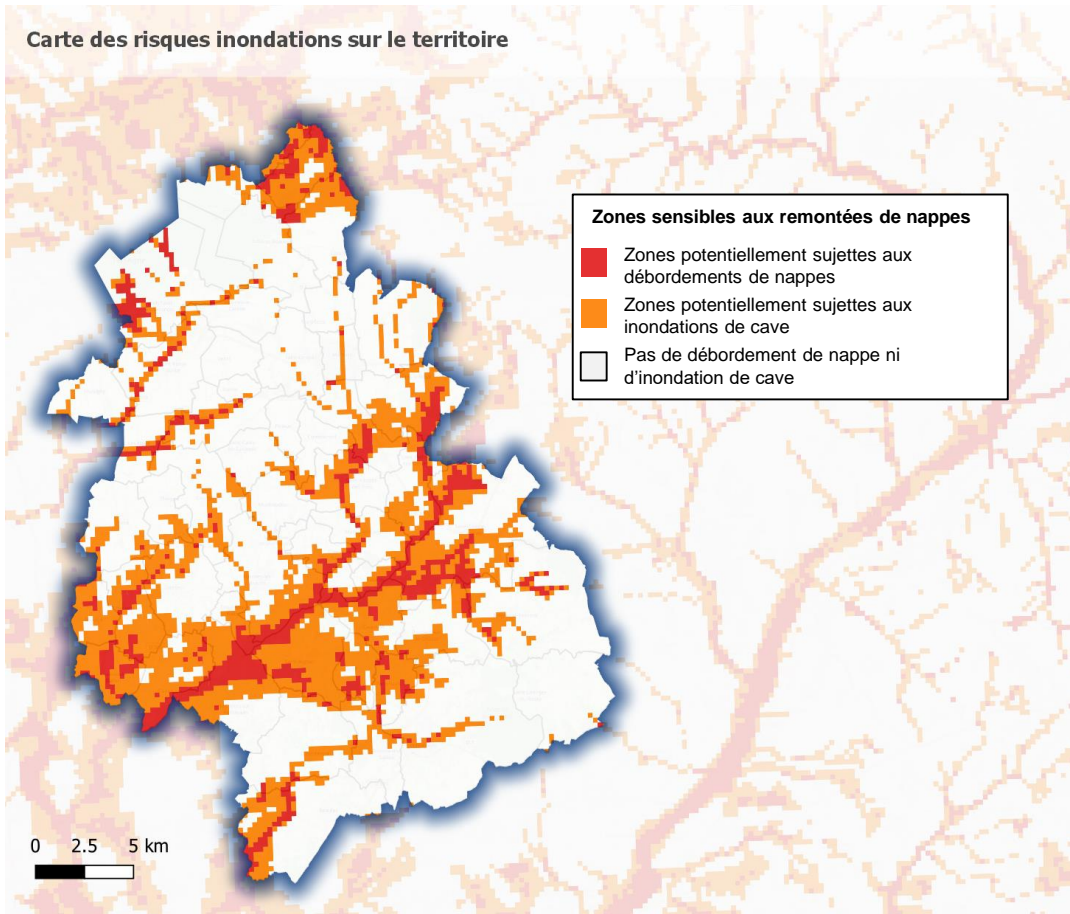 Carte des risques inondations sur le territoire
Zones sensibles aux remontées de nappes
Zones potentiellement sujettes aux
débordements de nappes
Zones potentiellement sujettes aux
inondations de cave
Pas de débordement de nappe ni
d'inondation de cave
0 2.5 5 km